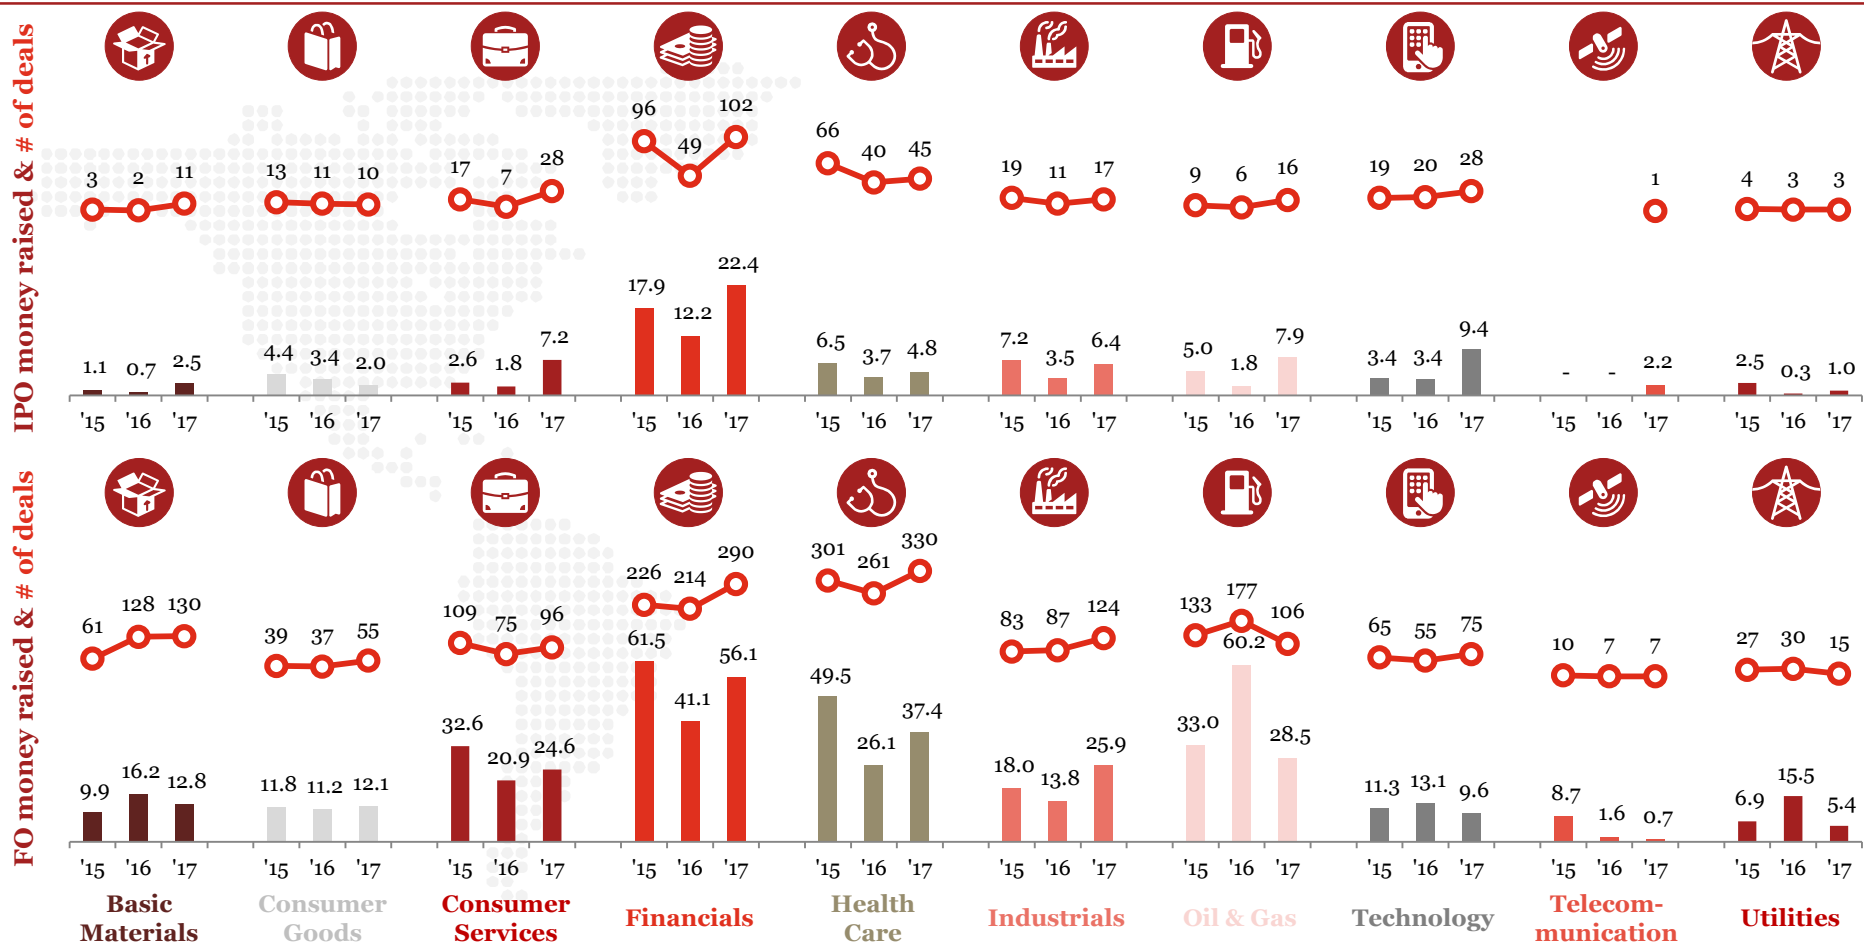 IPO money raised & # of deals
3 2 11
13 11 10
17 7 28
96 49 102
66 40 45
19 11 17
9 6 16
19 20 28
1
4 3 3
1.1 0.7 2.5
4.4 3.4 2.0
2.6 1.8 7.2
17.9 12.2 22.4
6.5 3.7 4.8
7.2 3.5 6.4
5.0 1.8 7.9
3.4 3.4 9.4
- - 2.2
2.5 0.3 1.0
'15 '16 '17
'15 '16 '17
'15 '16 '17
'15 '16 '17
'15 '16 '17
'15 '16 '17
'15 '16 '17
'15 '16 '17
'15 '16 '17
'15 '16 '17
FO money raised & # of deals
61 128 130
39 37 55
109 75 96
226 214 290
301 261 330
83 87 124
133 177 106
65 55 75
10 7 7
27 30 15
9.9 16.2 12.8
11.8 11.2 12.1
32.6 20.9 24.6
61.5 41.1 56.1
49.5 26.1 37.4
18.0 13.8 25.9
33.0 60.2 28.5
11.3 13.1 9.6
8.7 1.6 0.7
6.9 15.5 5.4
'15 '16 '17
'15 '16 '17
'15 '16 '17
'15 '16 '17
'15 '16 '17
'15 '16 '17
'15 '16 '17
'15 '16 '17
'15 '16 '17
'15 '16 '17
Basic
Materials
Consumer
Goods
Consumer
Services
Financials
Health
Care
Industrials
Oil & Gas
Technology
Telecom-
munication
Utilities